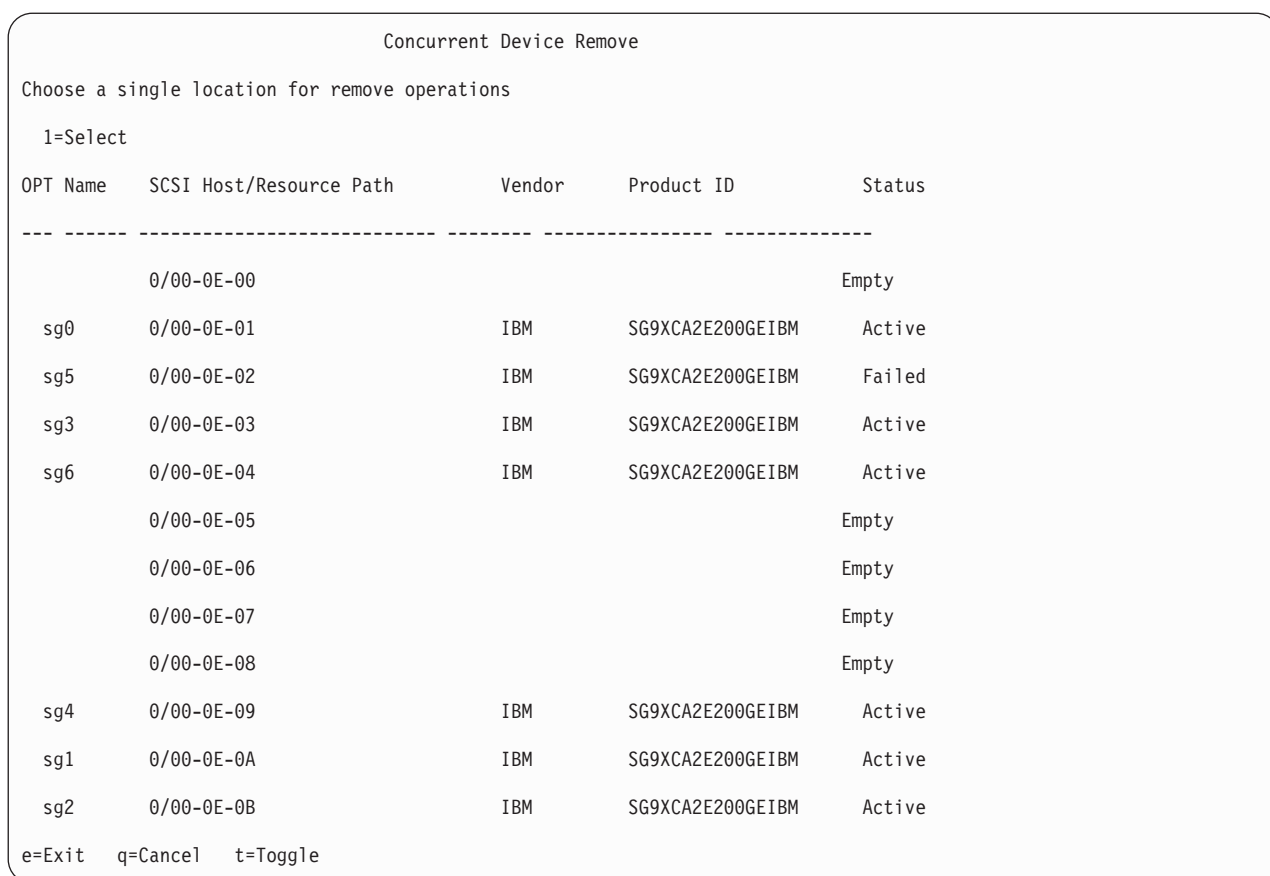 Concurrent Device Remove
Choose a single location for remove operations
1=Select
OPT Name SCSI Host/Resource Path Vendor Product ID Status
--- ------ ---------------------------- -------- ---------------- --------------
0/00-0E-00 Empty
sg0 0/00-0E-01 IBM SG9XCA2E200GEIBM Active
sg5 0/00-0E-02 IBM SG9XCA2E200GEIBM Failed
sg3 0/00-0E-03 IBM SG9XCA2E200GEIBM Active
sg6 0/00-0E-04 IBM SG9XCA2E200GEIBM Active
0/00-0E-05 Empty
0/00-0E-06 Empty
0/00-0E-07 Empty
0/00-0E-08 Empty
sg4 0/00-0E-09 IBM SG9XCA2E200GEIBM Active
sg1 0/00-0E-0A IBM SG9XCA2E200GEIBM Active
sg2 0/00-0E-0B IBM SG9XCA2E200GEIBM Active
e=Exit q=Cancel t=Toggle